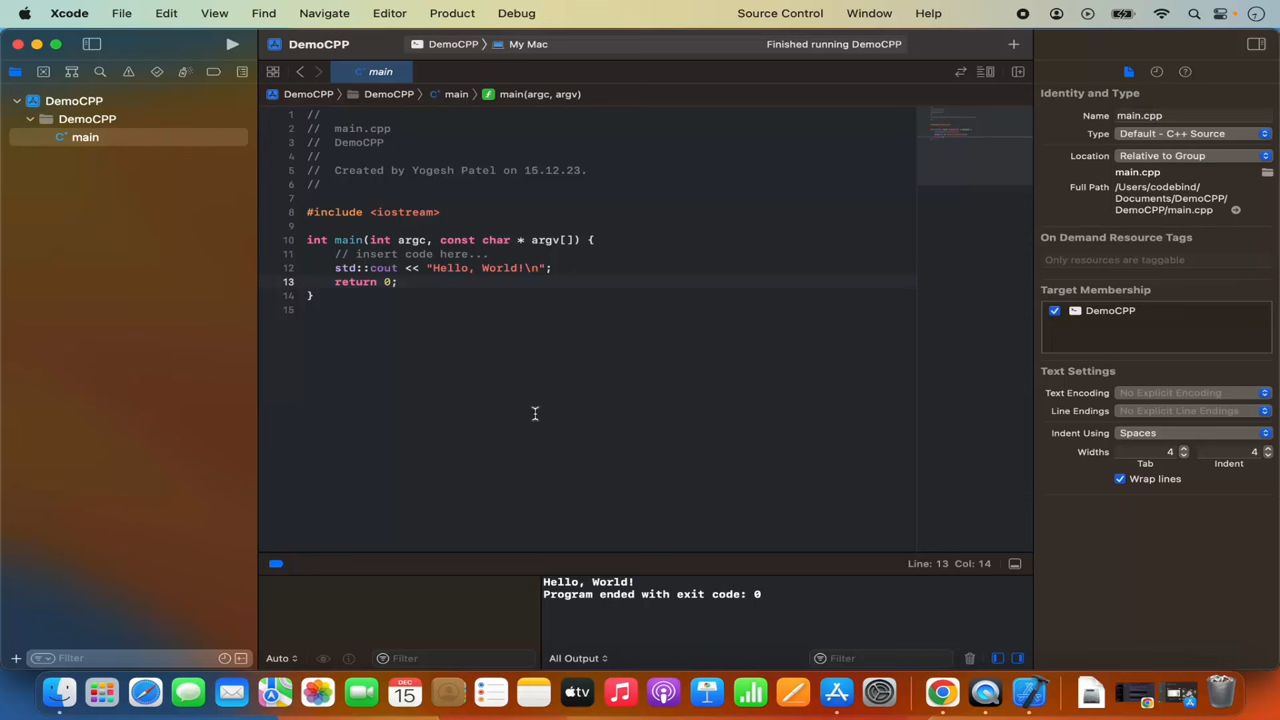 Xcode File Edit View Find Navigate Editor Product Debug Source Control Window Help
DemoCPP DemoCPP My Mac Finished running DemoCPP
main
DemoCPP DemoCPP main main(argc, argv)
DemoCPP
DemoCPP
main
1 //
2 // main.cpp
3 // DemoCPP
4 //
5 // Created by Yogesh Patel on 15.12.23.
6 //
7
8 #include <iostream>
9
10 int main(int argc, const char * argv[]) {
11 // insert code here...
12 std::cout << "Hello, World!\n";
13 return 0;
14 }
15
Identity and Type
Name main.cpp
Type Default - C++ Source
Location Relative to Group
main.cpp
Full Path /Users/codebind/
Documents/DemoCPP/
DemoCPP/main.cpp
On Demand Resource Tags
Only resources are taggable
Target Membership
DemoCPP
Text Settings
Text Encoding No Explicit Encoding
Line Endings No Explicit Line Endings
Indent Using Spaces
Widths 4 4
Tab Indent
Wrap lines
Line: 13 Col: 14
Hello, World!
Program ended with exit code: 0
Filter
Auto Filter
All Output Filter
DEC
15
tv